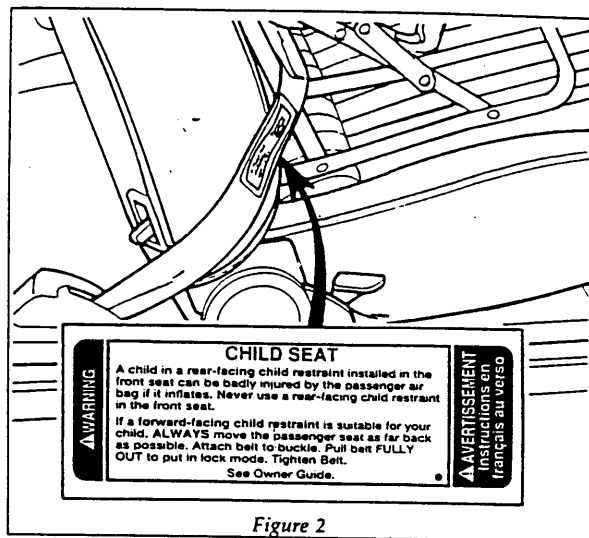 CHILD SEAT
A child in a rear-facing child restraint installed in the
front seat can be badly injured by the passenger air
bag if it inflates. Never use a rear-facing child restraint
in the front seat.
If a forward-facing child restraint is suitable for your
child, ALWAYS move the passenger seat as far back
as possible. Attach belt to buckle. Pull belt FULLY
OUT to put in lock mode. Tighten Belt.
See Owner Guide.
WARNING
AVERTISSEMENT
Instructions en
français au verso
Figure 2